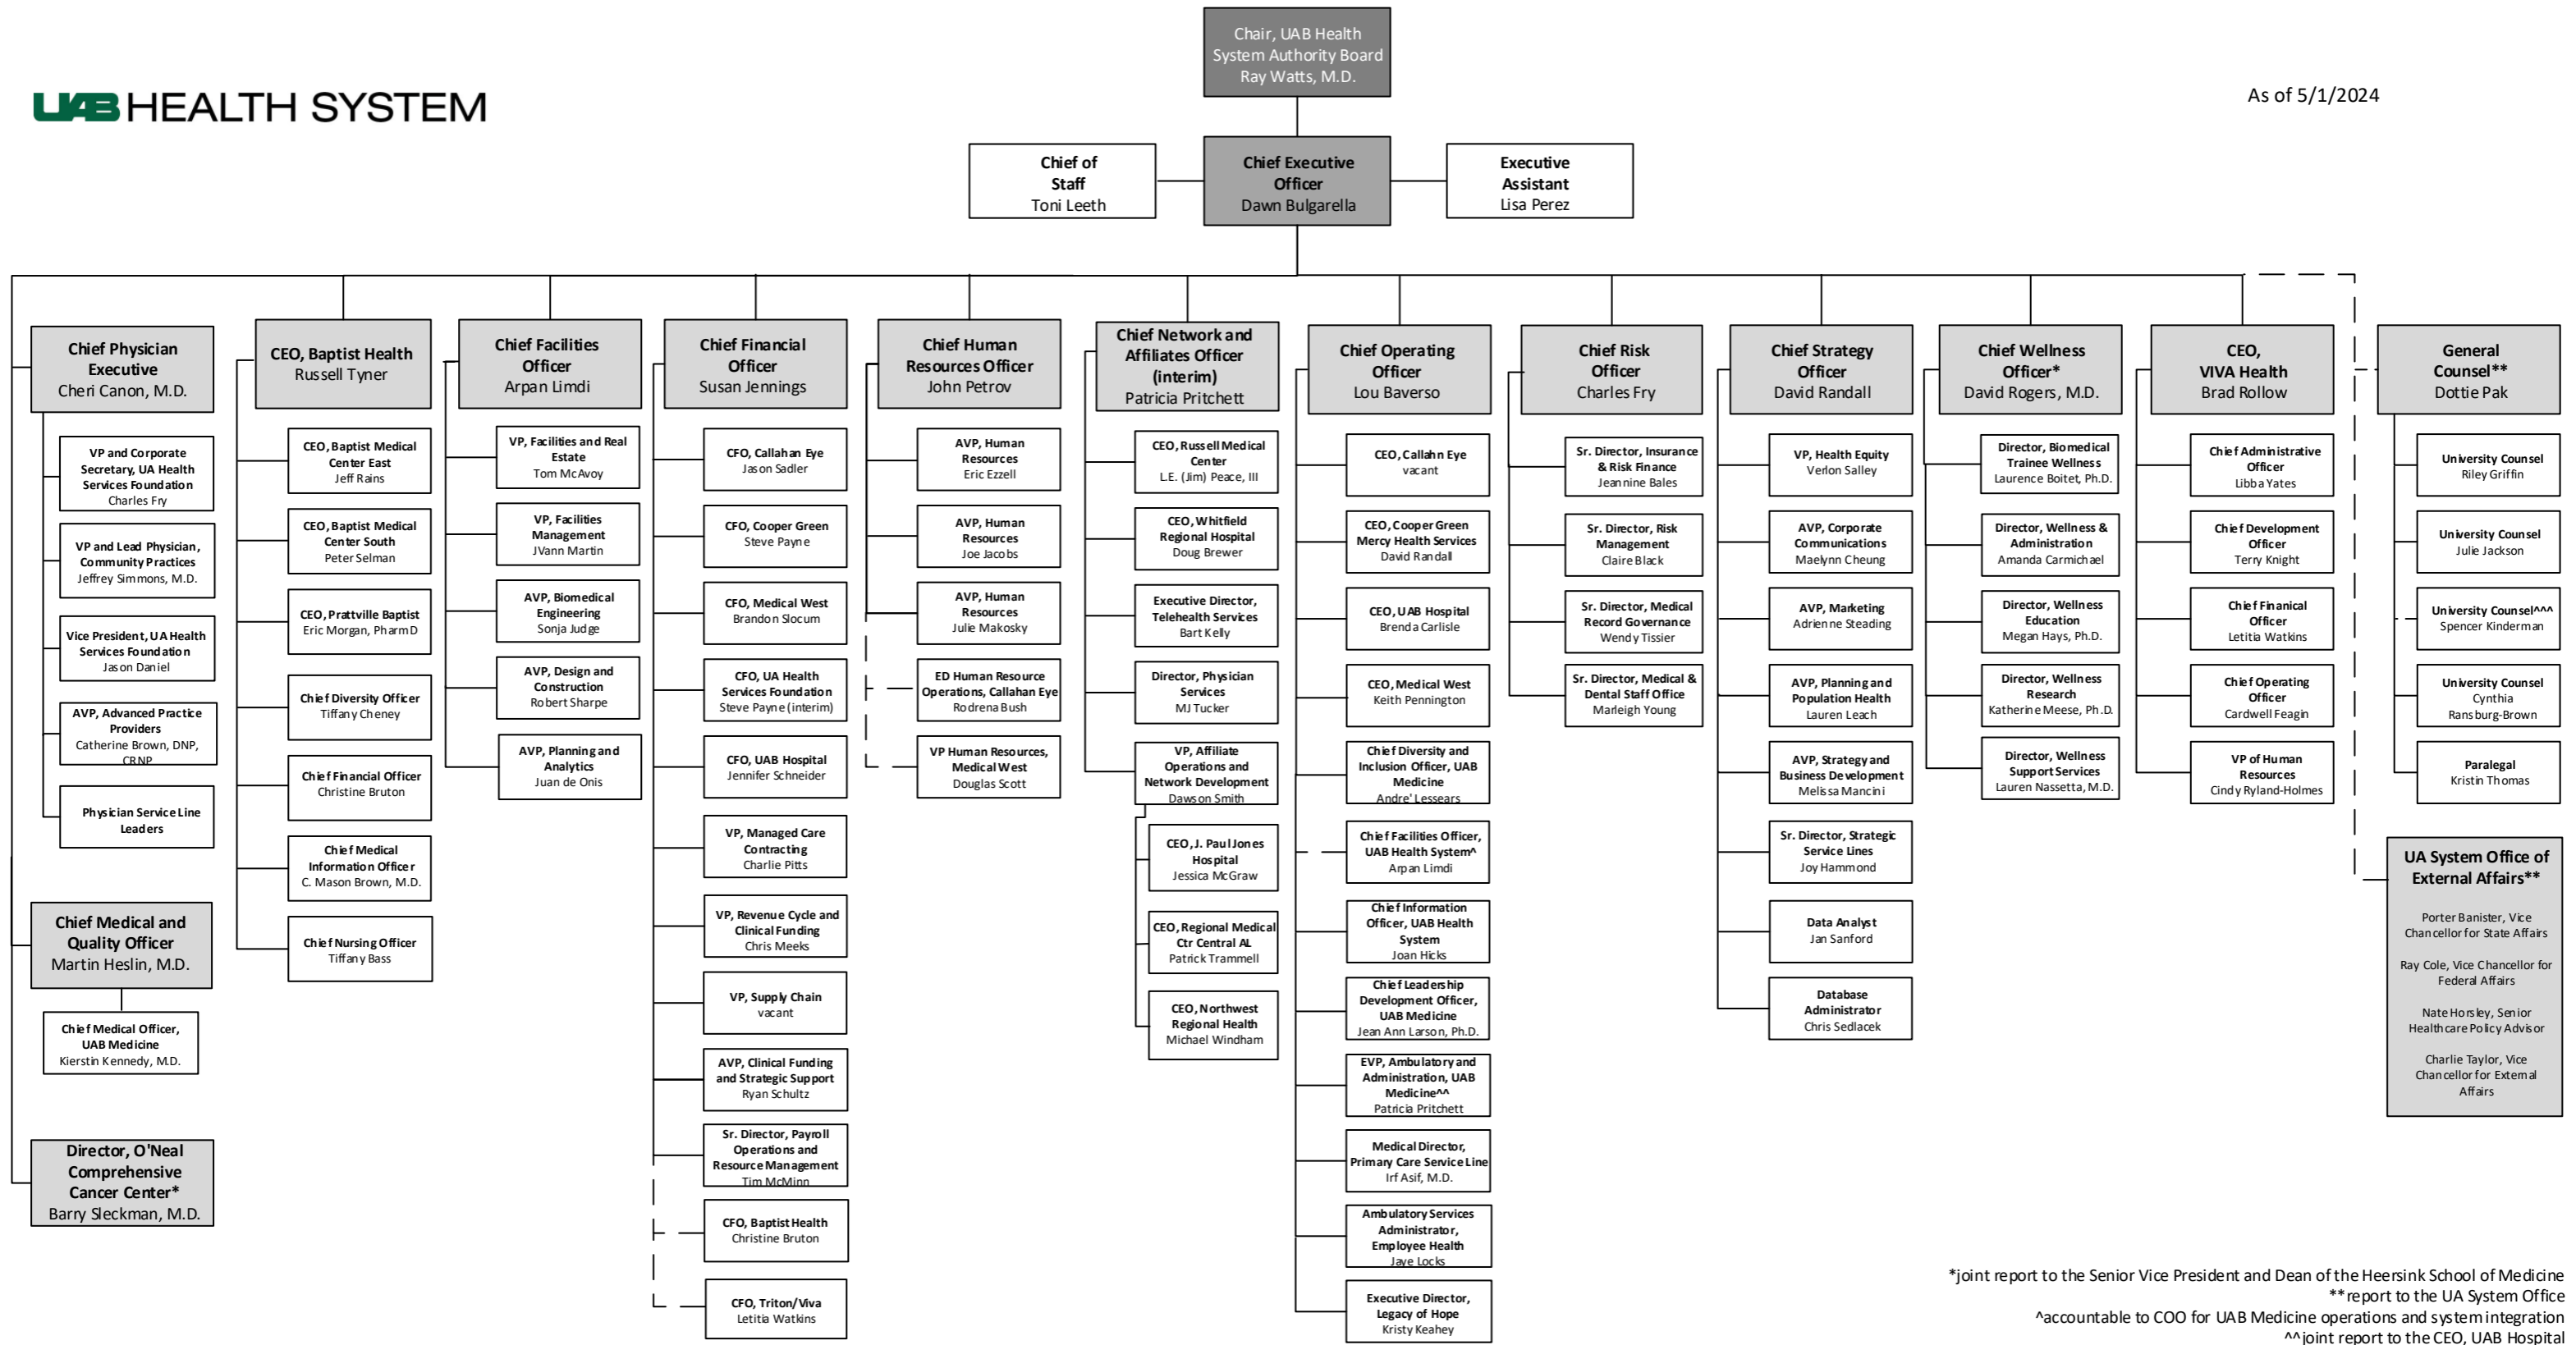 Chair, UAB Health
System Authority Board
Ray Watts, M.D.
UAB HEALTH SYSTEM
As of 5/1/2024
Chief of
Staff
Toni Leeth
Chief Executive
Officer
Dawn Bulgarella
Executive
Assistant
Lisa Perez
Chief Physician
Executive
Cheri Canon, M.D.
VP and Corporate
Secretary, UA Health
Services Foundation
Charles Fry
VP and Lead Physician,
Community Practices
Jeffrey Simmons, M.D.
Vice President, UA Health
Services Foundation
Jason Daniel
AVP, Advanced Practice
Providers
Catherine Brown, DNP,
CRNP
Physician Service Line
Leaders
Chief Medical and
Quality Officer
Martin Heslin, M.D.
Chief Medical Officer,
UAB Medicine
Kierstin Kennedy, M.D.
Director, O'Neal
Comprehensive
Cancer Center*
Barry Sleckman, M.D.
CEO, Baptist Health
Russell Tyner
CEO, Baptist Medical
Center East
Jeff Rains
CEO, Baptist Medical
Center South
Peter Selman
CEO, Prattville Baptist
Eric Morgan, PharmD
Chief Diversity Officer
Tiffany Cheney
Chief Financial Officer
Christine Bruton
Chief Medical
Information Officer
C. Mason Brown, M.D.
Chief Nursing Officer
Tiffany Bass
Chief Facilities
Officer
Arpan Limdi
VP, Facilities and Real
Estate
Tom McAvoy
VP, Facilities
Management
JVann Martin
AVP, Biomedical
Engineering
Sonja Judge
AVP, Design and
Construction
Robert Sharpe
AVP, Planning and
Analytics
Juan de Onis
Chief Financial
Officer
Susan Jennings
CFO, Callahan Eye
Jason Sadler
CFO, Cooper Green
Steve Payne
CFO, Medical West
Brandon Slocum
CFO, UA Health
Services Foundation
Steve Payne (interim)
CFO, UAB Hospital
Jennifer Schneider
VP, Managed Care
Contracting
Charlie Pitts
VP, Revenue Cycle and
Clinical Funding
Chris Meeks
VP, Supply Chain
vacant
AVP, Clinical Funding
and Strategic Support
Ryan Schultz
Sr. Director, Payroll
Operations and
Resource Management
Tim McMinn
CFO, Baptist Health
Christine Bruton
CFO, Triton/Viva
Letitia Watkins
Chief Human
Resources Officer
John Petrov
AVP, Human
Resources
Eric Ezzell
AVP, Human
Resources
Joe Jacobs
AVP, Human
Resources
Julie Makosky
ED Human Resource
Operations, Callahan Eye
Rodrena Bush
VP Human Resources,
Medical West
Douglas Scott
Chief Network and
Affiliates Officer
(interim)
Patricia Pritchett
CEO, Russell Medical
Center
L.E. (Jim) Peace, III
CEO, Whitfield
Regional Hospital
Doug Brewer
Executive Director,
Telehealth Services
Bart Kelly
Director, Physician
Services
MJ Tucker
VP, Affiliate
Operations and
Network Development
Dawson Smith
CEO, J. Paul Jones
Hospital
Jessica McGraw
CEO, Regional Medical
Ctr Central AL
Patrick Trammell
CEO, Northwest
Regional Health
Michael Windham
Chief Operating
Officer
Lou Baverso
CEO, Callahn Eye
vacant
CEO, Cooper Green
Mercy Health Services
David Randall
CEO, UAB Hospital
Brenda Carlisle
CEO, Medical West
Keith Pennington
Chief Diversity and
Inclusion Officer, UAB
Medicine
Andre' Lessears
Chief Facilities Officer,
UAB Health System^
Arpan Limdi
Chief Information
Officer, UAB Health
System
Joan Hicks
Chief Leadership
Development Officer,
UAB Medicine
Jean Ann Larson, Ph.D.
EVP, Ambulatory and
Administration, UAB
Medicine^^
Patricia Pritchett
Medical Director,
Primary Care Service Line
Irf Asif, M.D.
Ambulatory Services
Administrator,
Employee Health
Jaye Locks
Executive Director,
Legacy of Hope
Kristy Keahey
Chief Risk
Officer
Charles Fry
Sr. Director, Insurance
& Risk Finance
Jeannine Bales
Sr. Director, Risk
Management
Claire Black
Sr. Director, Medical
Record Governance
Wendy Tissier
Sr. Director, Medical &
Dental Staff Office
Marleigh Young
Chief Strategy
Officer
David Randall
VP, Health Equity
Verlon Salley
AVP, Corporate
Communications
Maelynn Cheung
AVP, Marketing
Adrienne Steading
AVP, Planning and
Population Health
Lauren Leach
AVP, Strategy and
Business Development
Melissa Mancini
Sr. Director, Strategic
Service Lines
Joy Hammond
Data Analyst
Jan Sanford
Database
Administrator
Chris Sedlacek
Chief Wellness
Officer*
David Rogers, M.D.
Director, Biomedical
Trainee Wellness
Laurence Boitet, Ph.D.
Director, Wellness &
Administration
Amanda Carmichael
Director, Wellness
Education
Megan Hays, Ph.D.
Director, Wellness
Research
Katherine Meese, Ph.D.
Director, Wellness
Support Services
Lauren Nassetta, M.D.
CEO,
VIVA Health
Brad Rollow
Chief Administrative
Officer
Libba Yates
Chief Development
Officer
Terry Knight
Chief Finanical
Officer
Letitia Watkins
Chief Operating
Officer
Cardwell Feagin
VP of Human
Resources
Cindy Ryland-Holmes
General
Counsel**
Dottie Pak
University Counsel
Riley Griffin
University Counsel
Julie Jackson
University Counsel^^^
Spencer Kinderman
University Counsel
Cynthia
Ransburg-Brown
Paralegal
Kristin Thomas
UA System Office of
External Affairs**
Porter Banister, Vice
Chancellor for State Affairs
Ray Cole, Vice Chancellor for
Federal Affairs
Nate Horsley, Senior
Healthcare Policy Advisor
Charlie Taylor, Vice
Chancellor for External
Affairs
*joint report to the Senior Vice President and Dean of the Heersink School of Medicine
**report to the UA System Office
^accountable to COO for UAB Medicine operations and system integration
^^joint report to the CEO, UAB Hospital